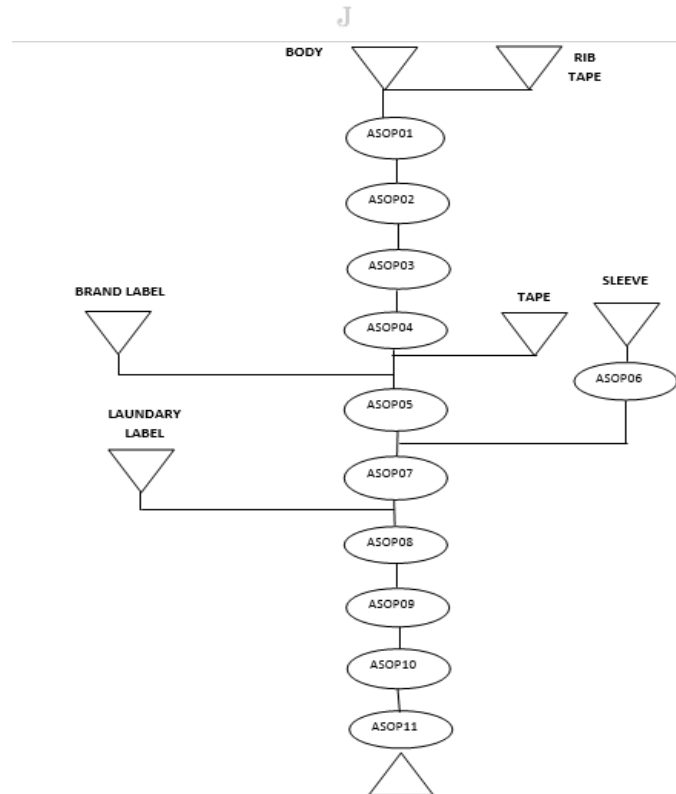 J
BODY
RIB
TAPE
ASOP01
ASOP02
ASOP03
BRAND LABEL
TAPE
SLEEVE
ASOP04
ASOP06
ASOP05
LAUNDARY
LABEL
ASOP07
ASOP08
ASOP09
ASOP10
ASOP11